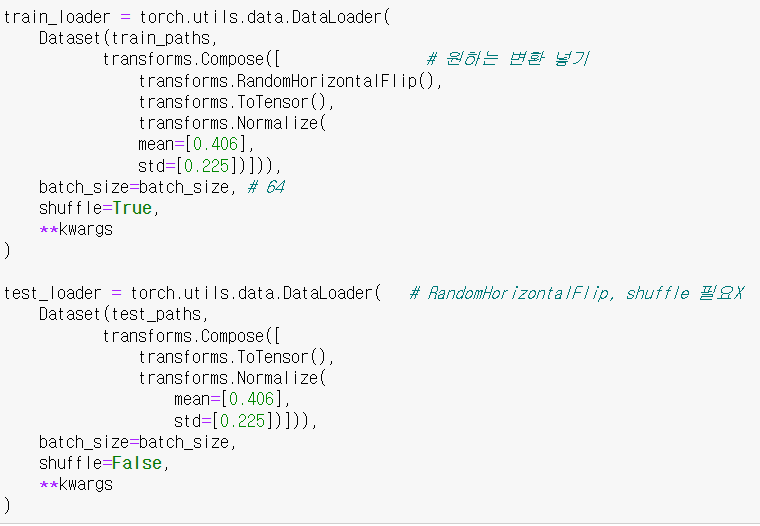 train_loader = torch.utils.data.DataLoader(
    Dataset(train_paths,
           transforms.Compose([                # 원하는 변환 넣기
               transforms.RandomHorizontalFlip(),
               transforms.ToTensor(),
               transforms.Normalize(
               mean=[0.406],
               std=[0.225])])),
    batch_size=batch_size, # 64
    shuffle=True,
    **kwargs
)

test_loader = torch.utils.data.DataLoader(   # RandomHorizontalFlip, shuffle 필요X
    Dataset(test_paths,
           transforms.Compose([
               transforms.ToTensor(),
               transforms.Normalize(
                   mean=[0.406],
                   std=[0.225])])),
    batch_size=batch_size,
    shuffle=False,
    **kwargs
)